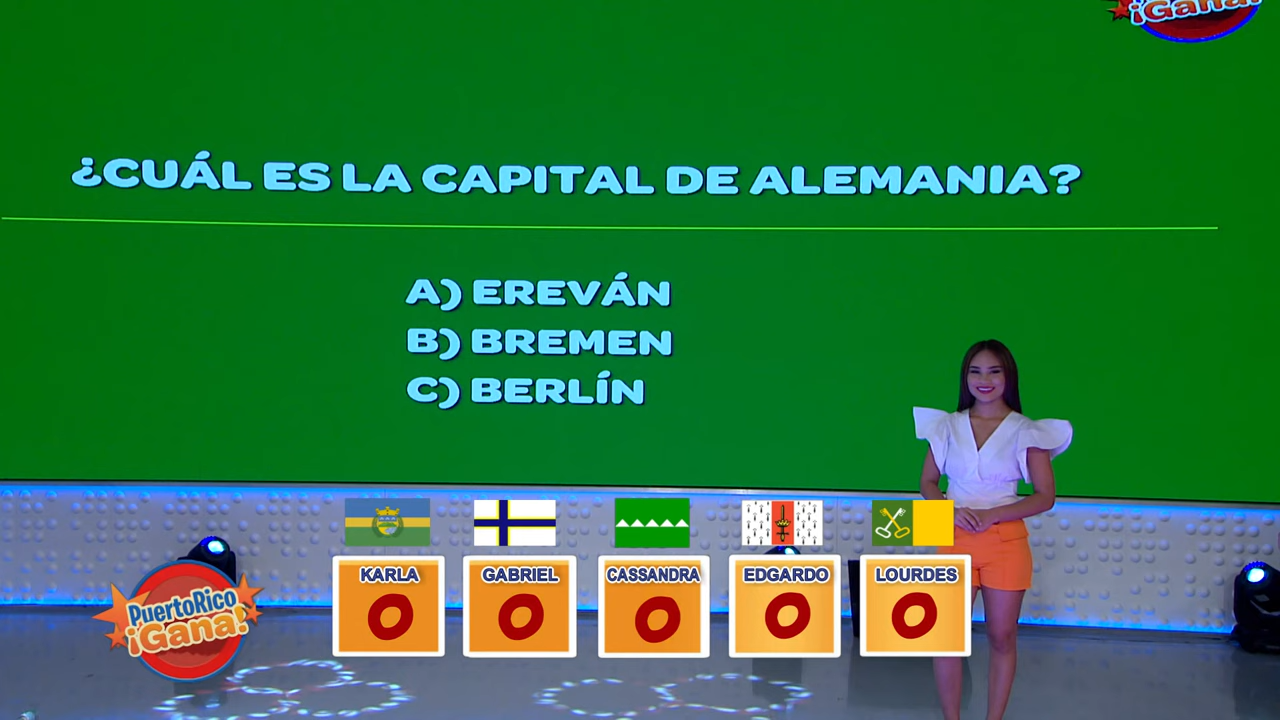 ¡Gana!
¿CUÁL ES LA CAPITAL DE ALEMANIA?
A) EREVÁN
B) BREMEN
C) BERLÍN
KARLA
GABRIEL
CASSANDRA
EDGARDO
LOURDES
0
0
0
0
0
PuertoRico
¡Gana!